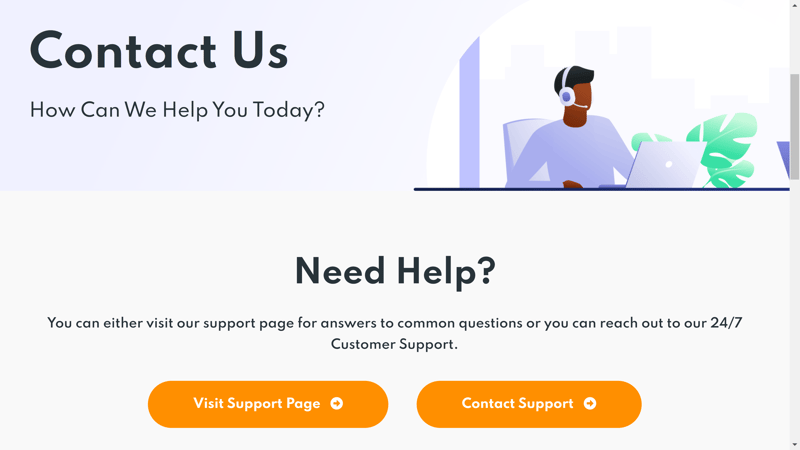 Contact Us
How Can We Help You Today?
Need Help?
You can either visit our support page for answers to common questions or you can reach out to our 24/7
Customer Support.
Visit Support Page
Contact Support